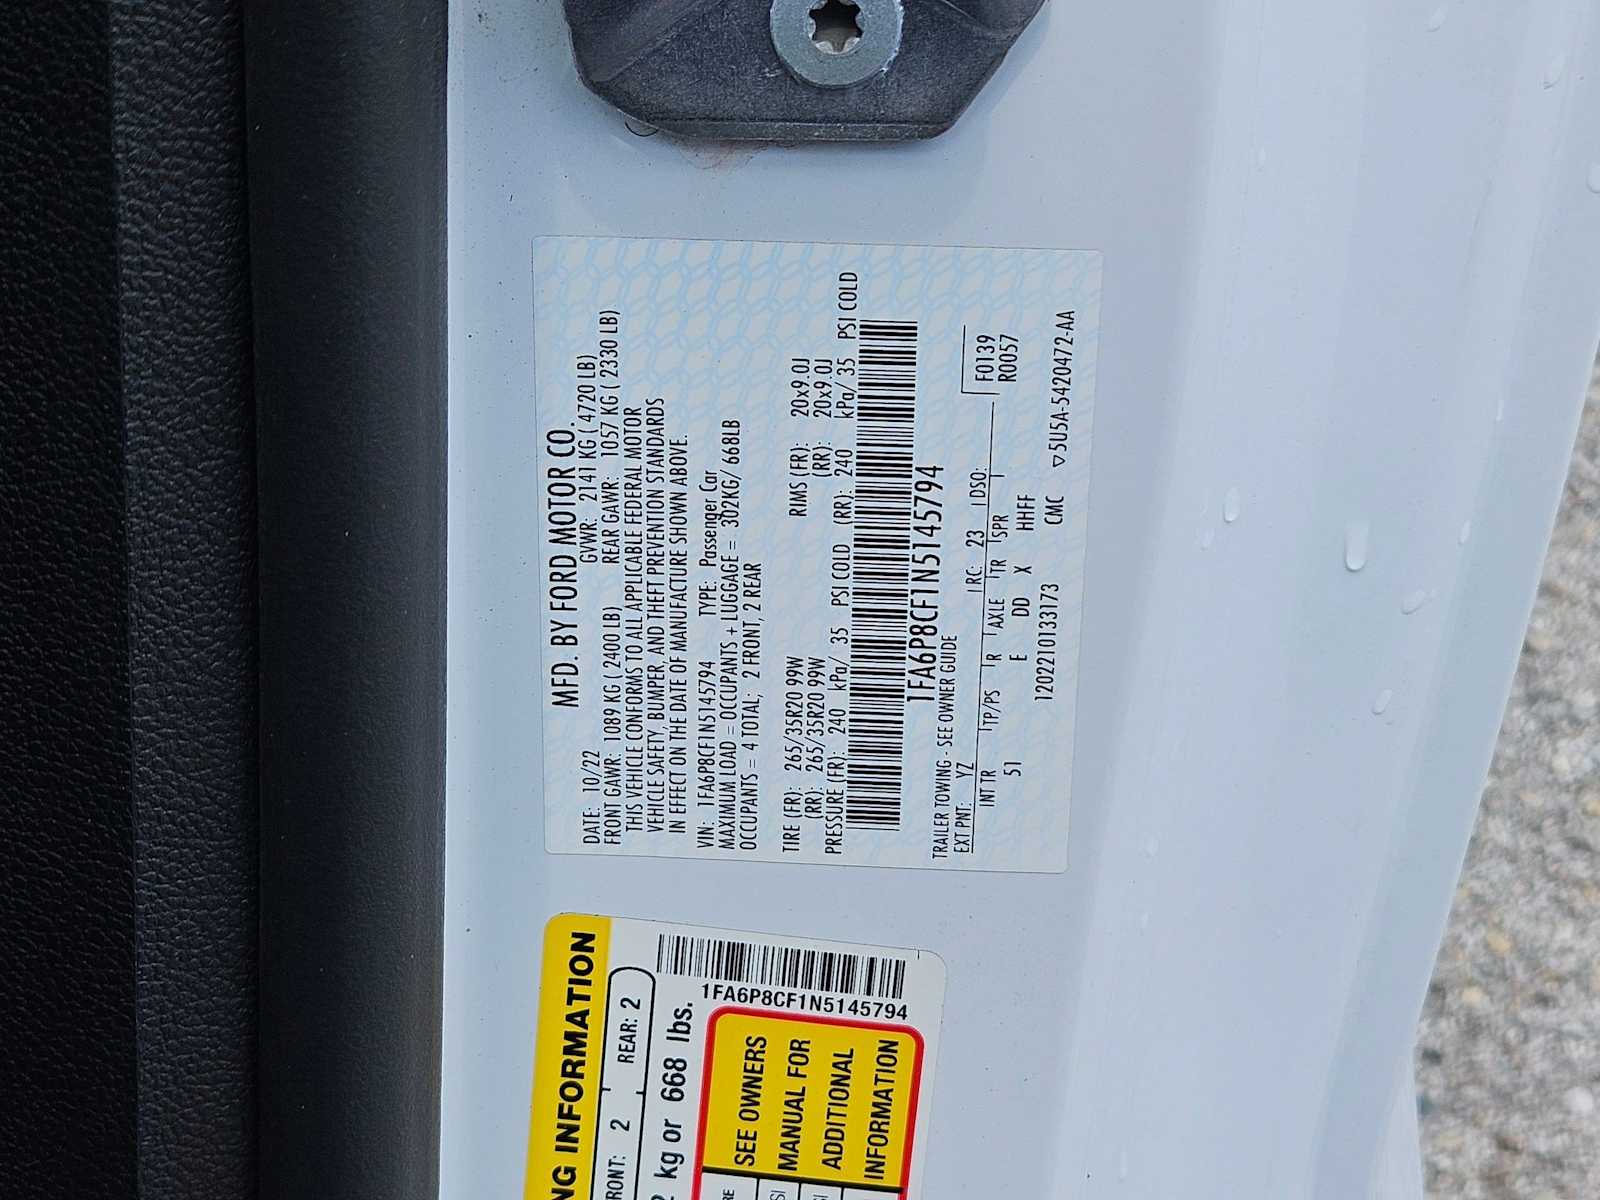 MFD. BY FORD MOTOR CO.
DATE: 10/22 GVWR: 2141 KG ( 4720 LB)
FRONT GAWR: 1089 KG ( 2400 LB) REAR GAWR: 1057 KG ( 2330 LB)
THIS VEHICLE CONFORMS TO ALL APPLICABLE FEDERAL MOTOR
VEHICLE SAFETY, BUMPER, AND THEFT PREVENTION STANDARDS
IN EFFECT ON THE DATE OF MANUFACTURE SHOWN ABOVE.
VIN: 1FA6P8CF1N5145794 TYPE: Passenger Car
MAXIMUM LOAD = OCCUPANTS + LUGGAGE = 302KG/ 668LB
OCCUPANTS = 4 TOTAL; 2 FRONT, 2 REAR
TIRE (FR): 265/35R20 99W RIMS (FR): 20x9.0J
(RR): 265/35R20 99W (RR): 20x9.0J
PRESSURE (FR): 240 kPa/ 35 PSI COLD (RR): 240 kPa/ 35 PSI COLD
1FA6P8CF1N5145794
TRAILER TOWING - SEE OWNER GUIDE
EXT PNT: YZ RC: 23 DSO: F0139
R0057
INT TR TP/PS R AXLE TR SPR
51 E DD X HHFF
120221013317​3 CMC ▽5U5A-5420472-AA
NG INFORMATION
RONT: 2 REAR: 2
2 kg or 668 lbs.
1FA6P8CF1N5145794
SEE OWNERS
MANUAL FOR
ADDITIONAL
INFORMATION